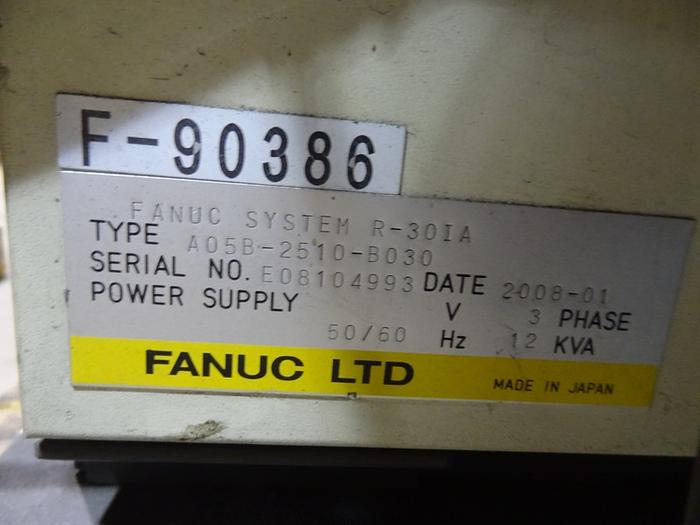 F-90386
FANUC SYSTEM R-30IA
TYPE A05B-2510-B030
SERIAL NO. E08104993 DATE 2008-01
POWER SUPPLY V 3 PHASE
50/60 Hz 12 KVA
FANUC LTD MADE IN JAPAN